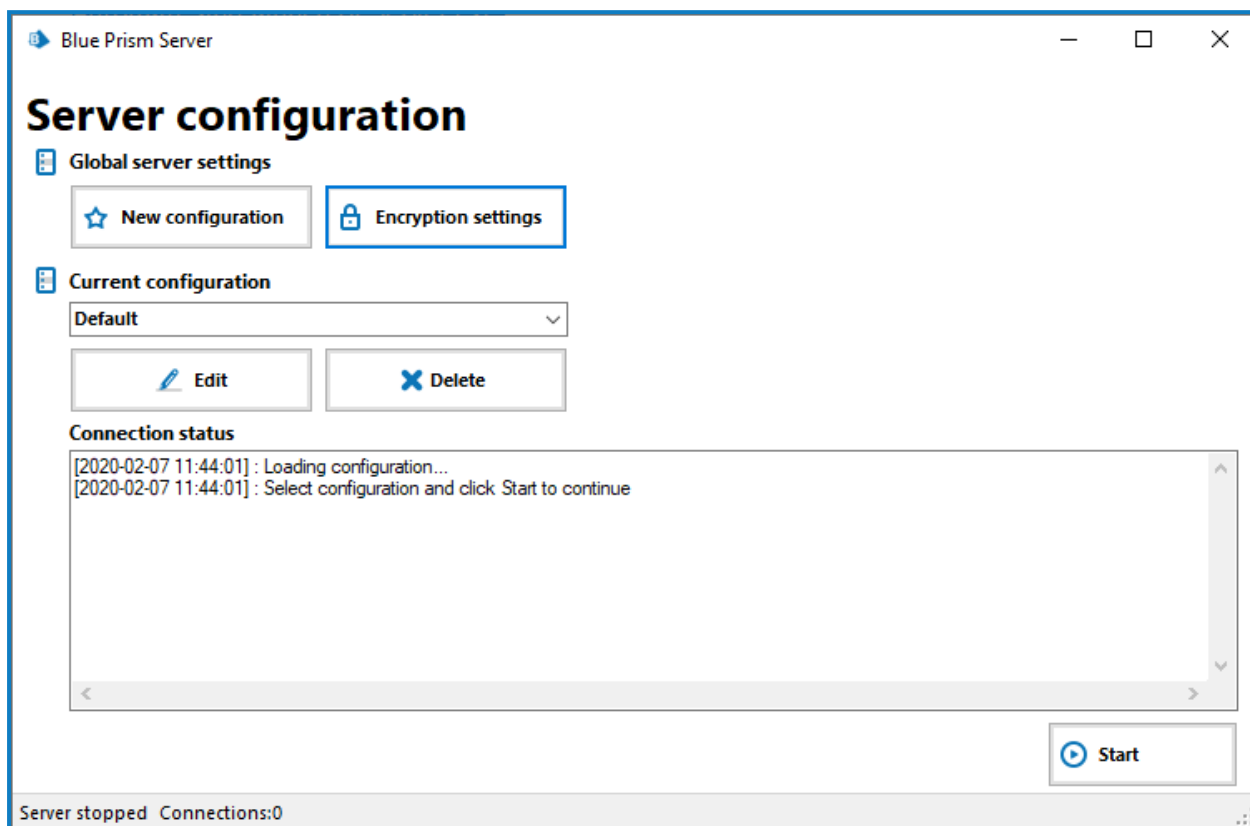 Blue Prism Server
Server configuration
Global server settings
New configuration Encryption settings
Current configuration
Default
Edit Delete
Connection status
[2020-02-07 11:44:01] : Loading configuration...
[2020-02-07 11:44:01] : Select configuration and click Start to continue
Start
Server stopped Connections:0